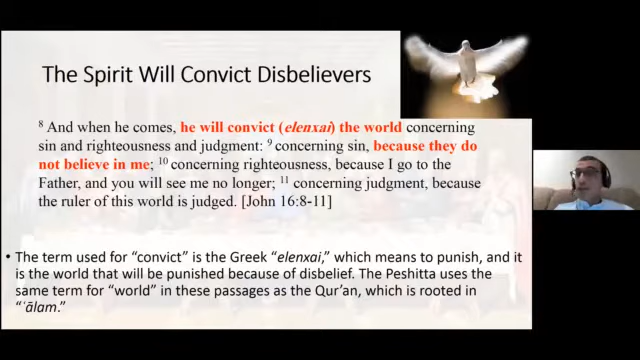 The Spirit Will Convict Disbelievers
8 And when he comes, he will convict (elenxai) the world concerning
sin and righteousness and judgment: 9 concerning sin, because they do
not believe in me; 10 concerning righteousness, because I go to the
Father, and you will see me no longer; 11 concerning judgment, because
the ruler of this world is judged. [John 16:8-11]
• The term used for “convict” is the Greek “elenxai,” which means to punish, and it
is the world that will be punished because of disbelief. The Peshitta uses the
same term for “world” in these passages as the Qur’an, which is rooted in
“ʿālam.”